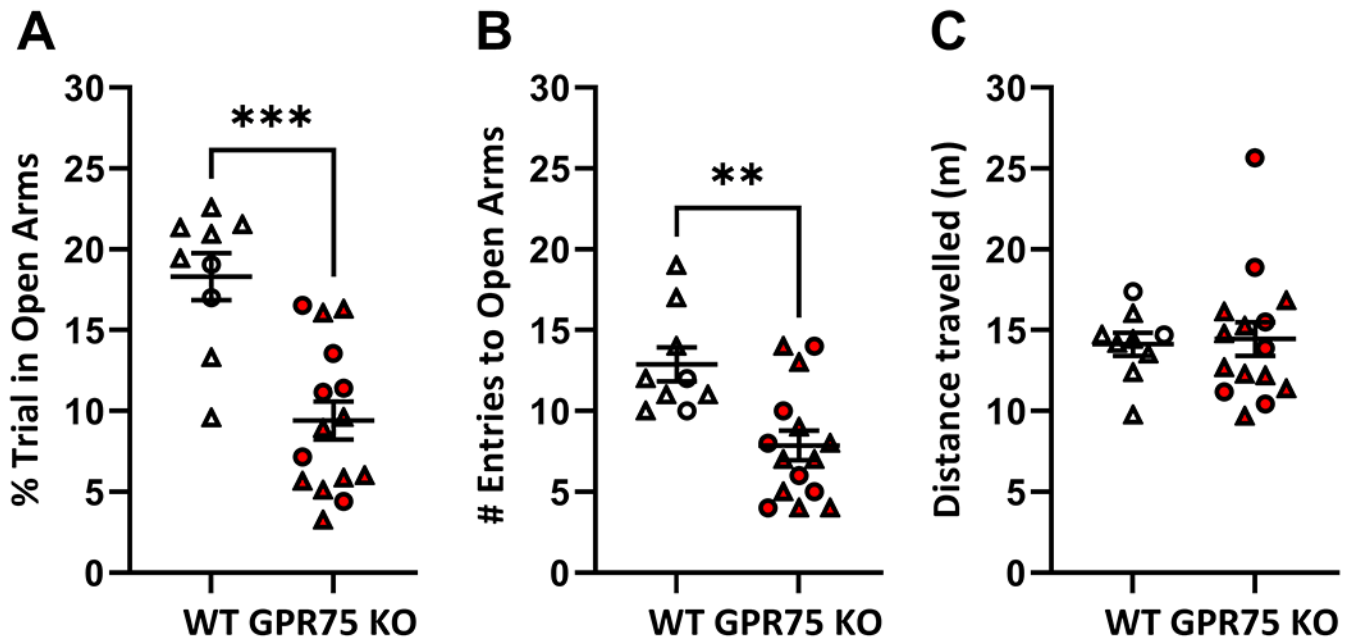 A
B
C
% Trial in Open Arms
30
25
20
15
10
5
0
***
WT GPR75 KO
# Entries to Open Arms
30
25
20
15
10
5
0
**
WT GPR75 KO
Distance travelled (m)
30
25
20
15
10
5
0
WT GPR75 KO